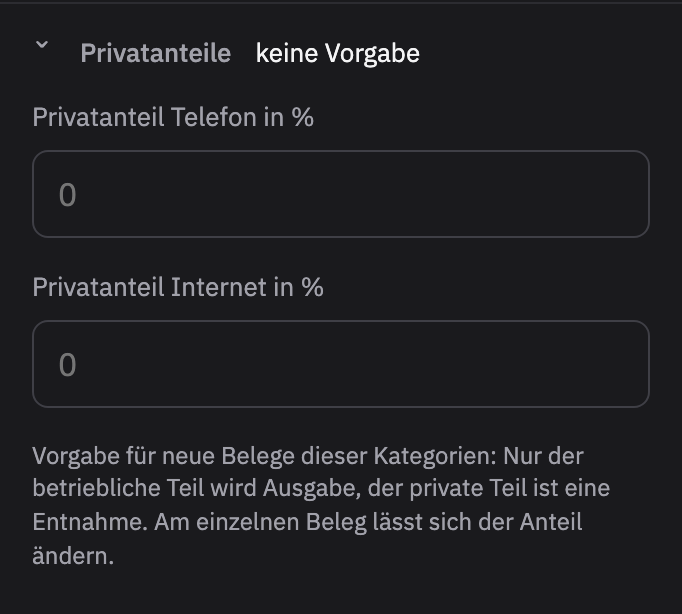 Privatanteile keine Vorgabe
Privatanteil Telefon in %
0
Privatanteil Internet in %
0
Vorgabe für neue Belege dieser Kategorien: Nur der
betriebliche Teil wird Ausgabe, der private Teil ist eine
Entnahme. Am einzelnen Beleg lässt sich der Anteil
ändern.